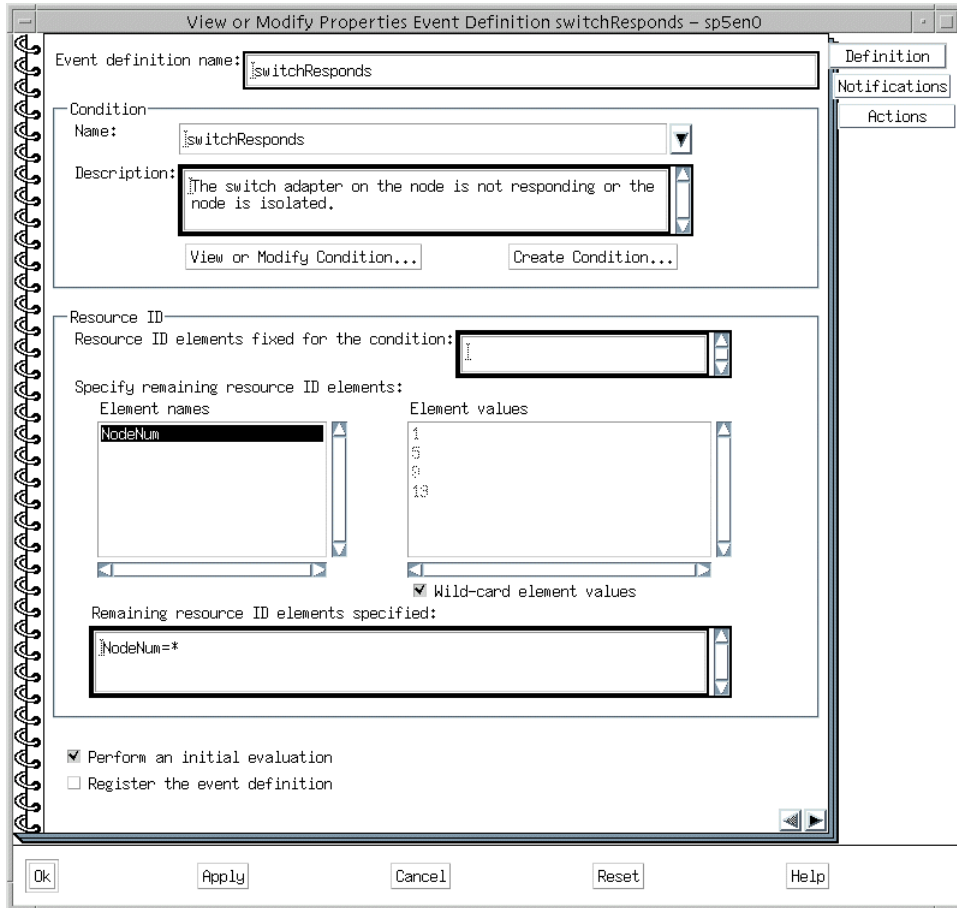 View or Modify Properties Event Definition switchResponds – sp5en0
Definition
Notifications
Actions
Event definition name:
switchResponds
Condition
Name:
switchResponds
Description:
The switch adapter on the node is not responding or the
node is isolated.
View or Modify Condition...
Create Condition...
Resource ID
Resource ID elements fixed for the condition:
Specify remaining resource ID elements:
Element names
Element values
NodeNum
1
5
9
13
Wild-card element values
Remaining resource ID elements specified:
NodeNum=*
Perform an initial evaluation
Register the event definition
Ok
Apply
Cancel
Reset
Help